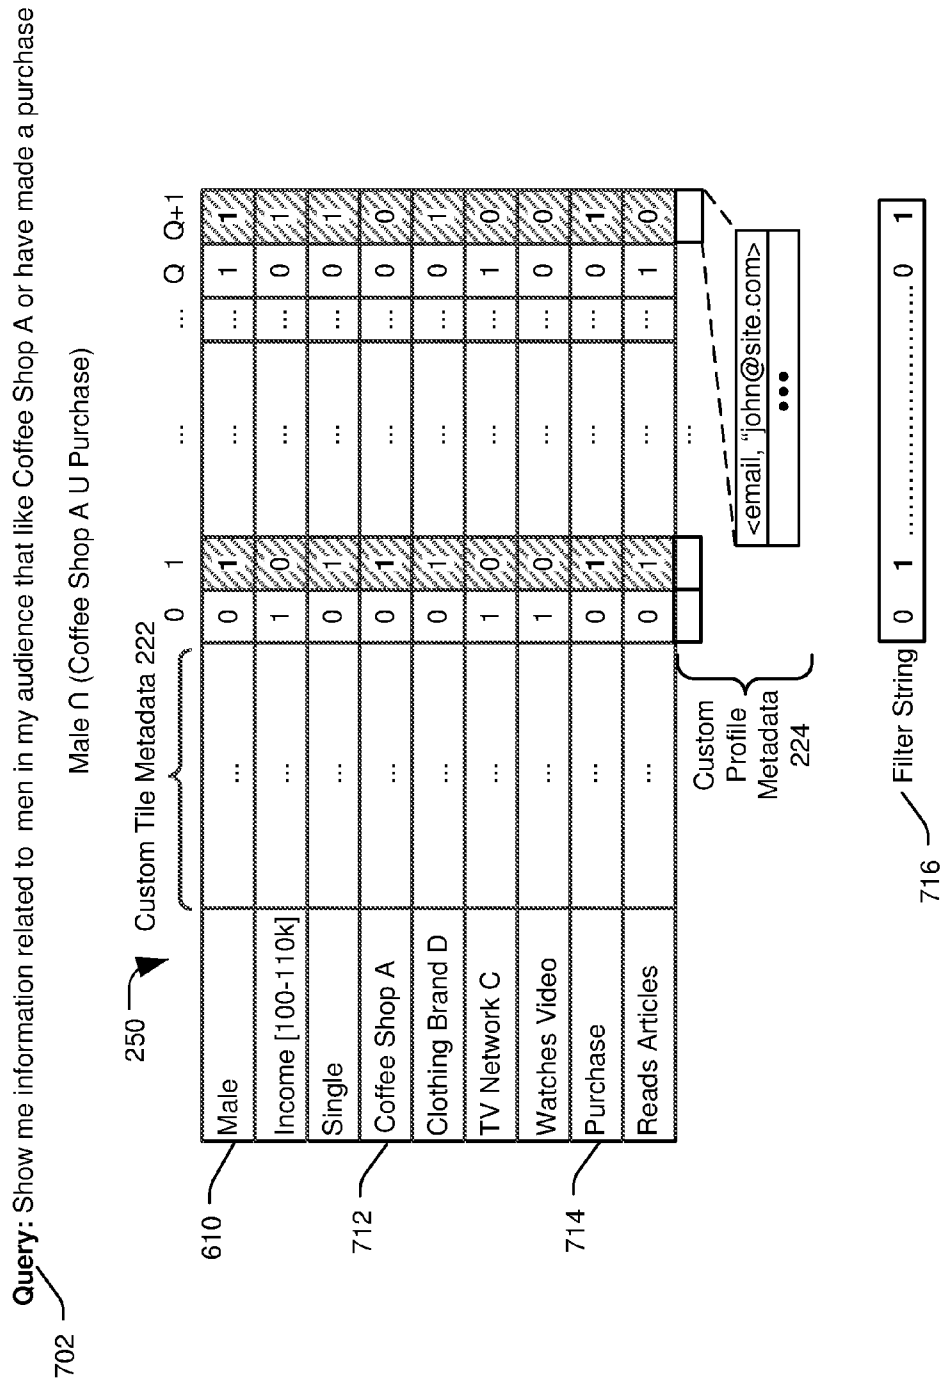 Query: Show me information related to men in my audience that like Coffee Shop A or have made a purchase
702
Male ∩ (Coffee Shop A U Purchase)
250
Custom Tile Metadata 222
0 1 ... ... Q Q+1
610
Male ... 0 1 ... ... 1 1
Income [100-110k] ... 1 0 ... ... 0 1
Single ... 0 1 ... ... 0 1
712
Coffee Shop A ... 0 1 ... ... 0 0
Clothing Brand D ... 0 1 ... ... 0 1
TV Network C ... 1 0 ... ... 1 0
Watches Video ... 1 0 ... ... 0 0
714
Purchase ... 0 1 ... ... 0 1
Reads Articles ... 0 1 ... ... 1 0
...
Custom
Profile
Metadata
224
<email, “john@site.com>
•••
716
Filter String 0 1 ........................ 0 1